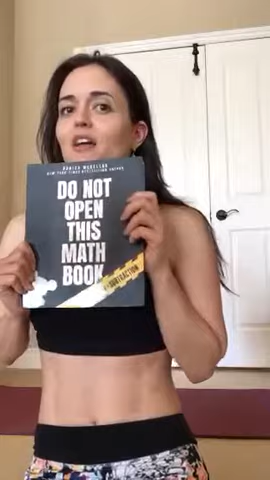 DANICA McKELLAR
NEW YORK TIMES BESTSELLING AUTHOR
DO NOT
OPEN
THIS
MATH
BOOK
SUBTRACTION